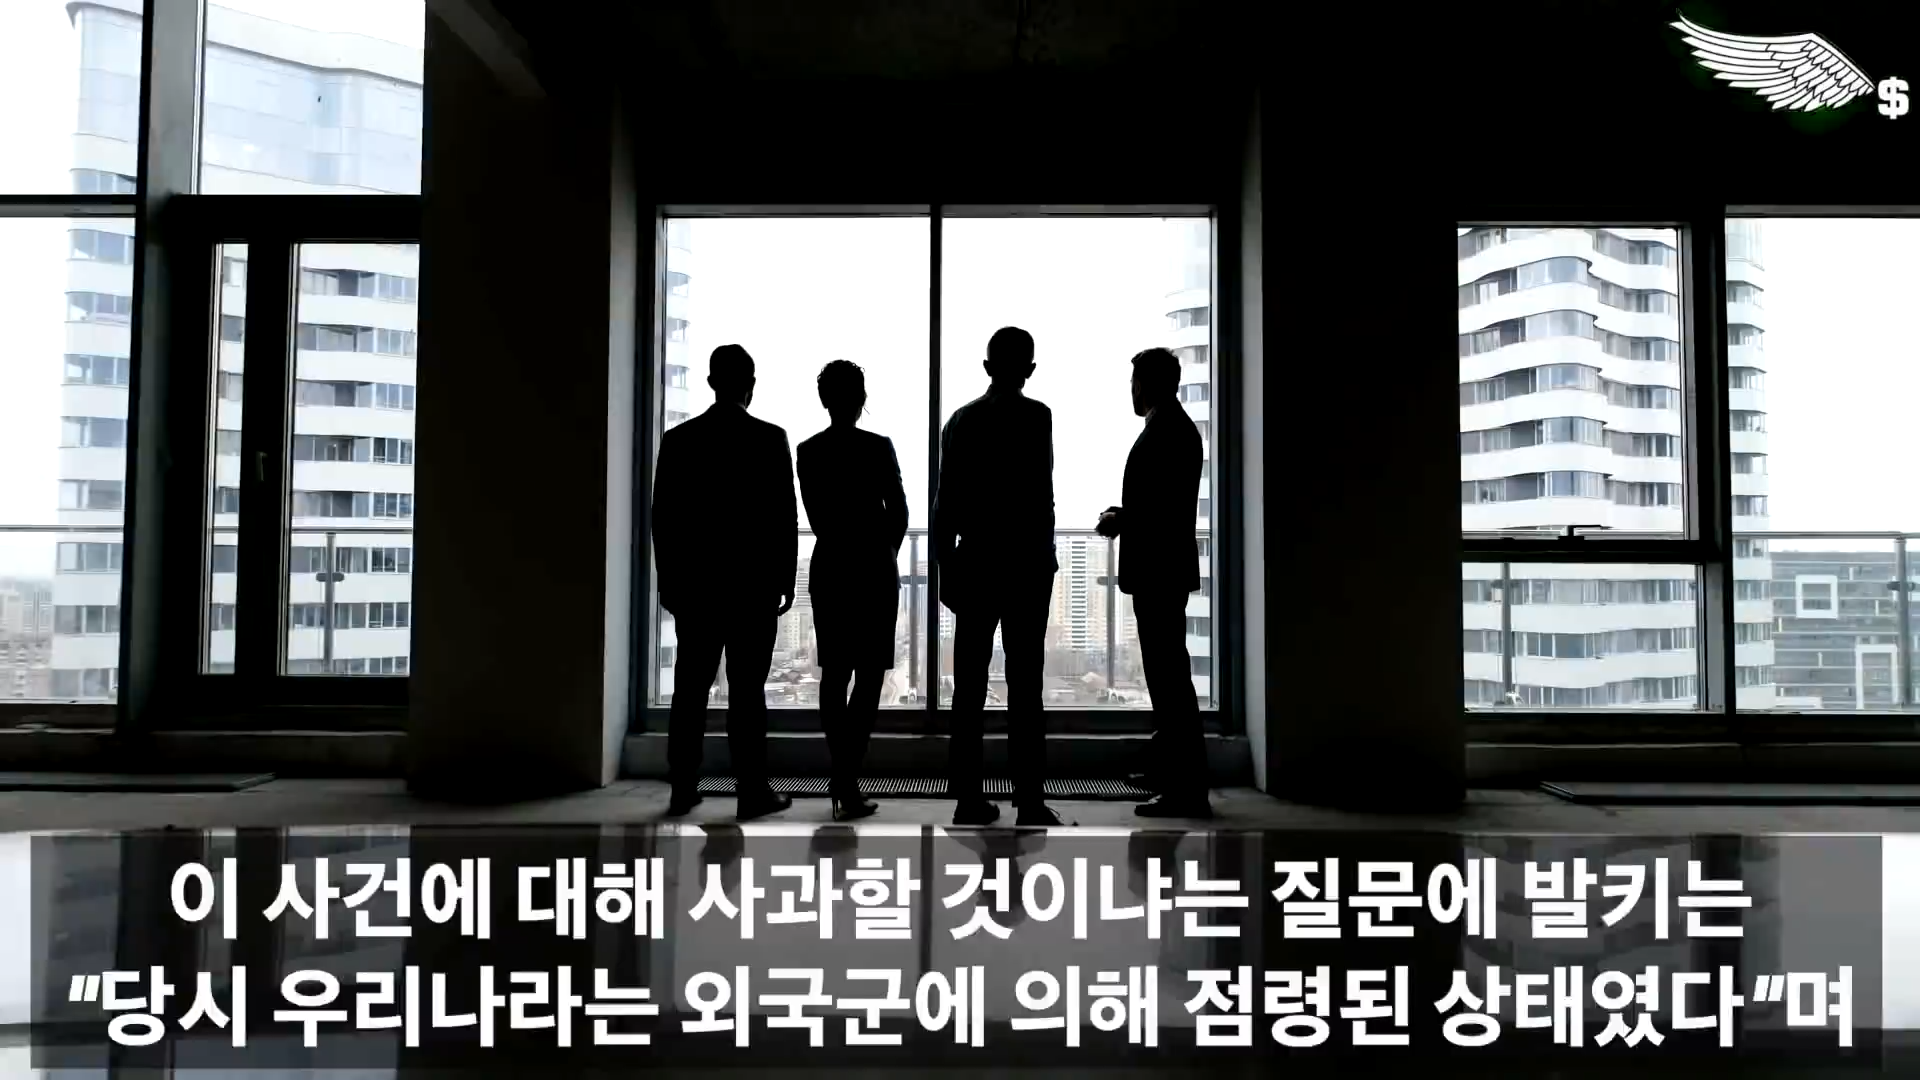 $
이 사건에 대해 사과할 것이냐는 질문에 발키는
"당시 우리나라는 외국군에 의해 점령된 상태였다"며